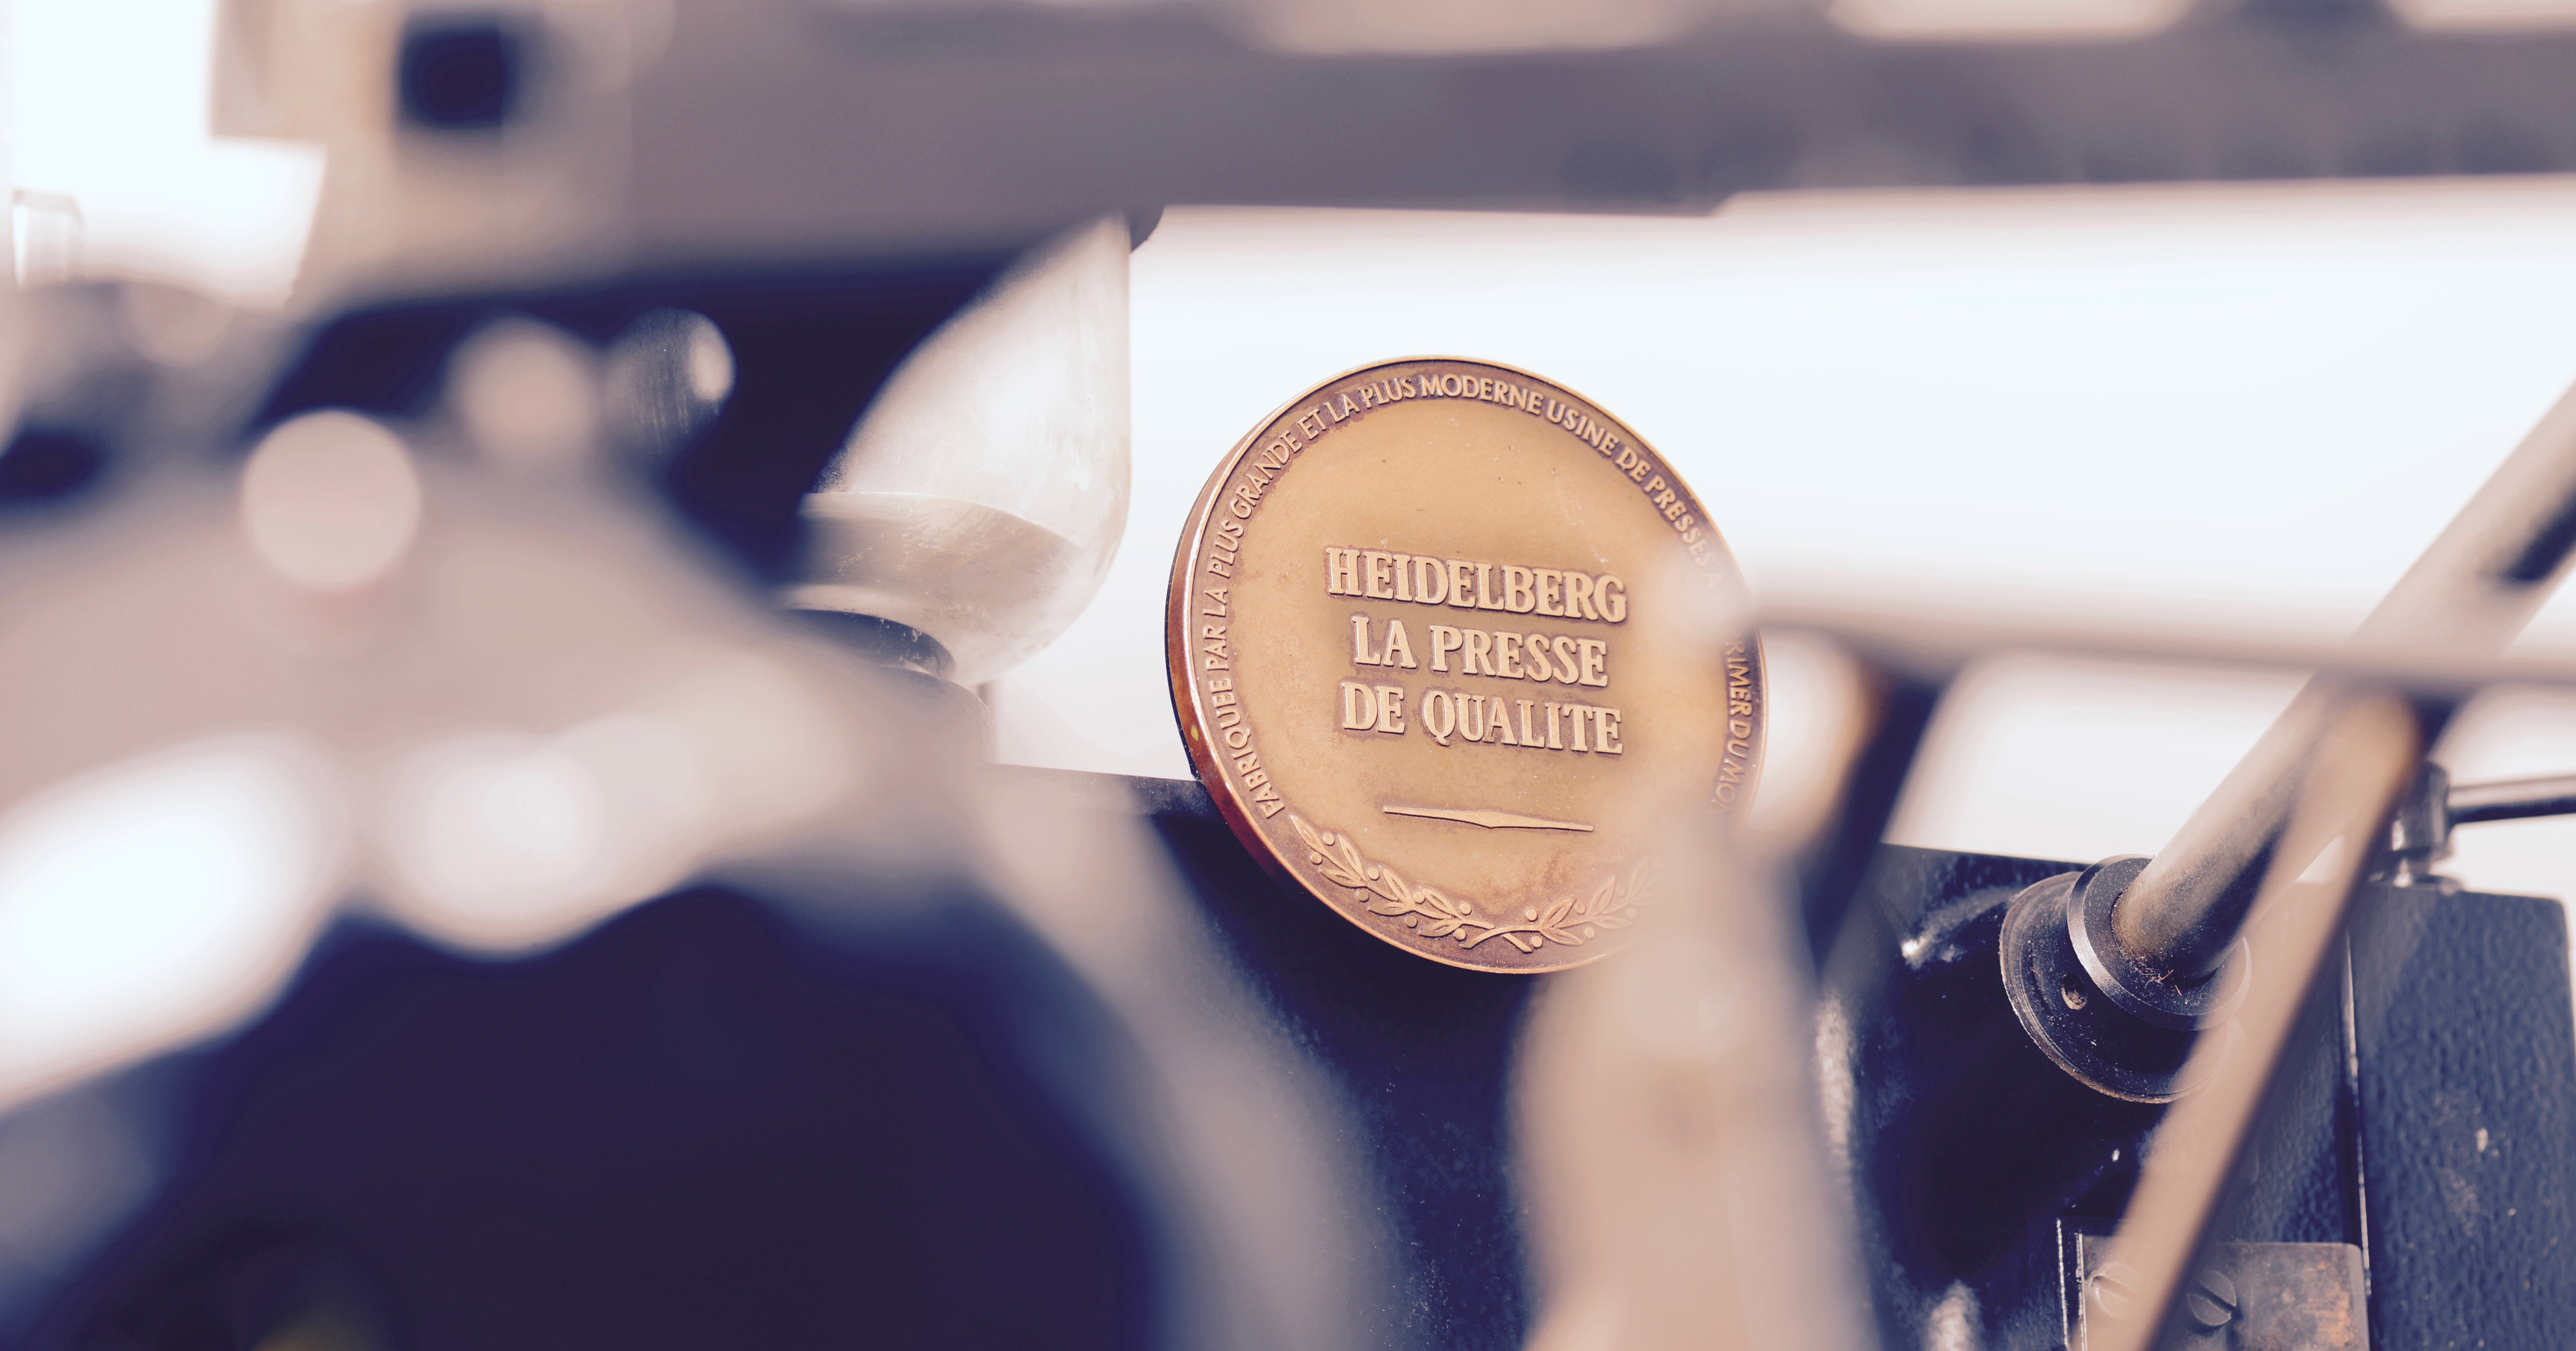 FABRIQUEE PAR LA PLUS GRANDE ET LA PLUS MODERNE USINE DE PRESSES A
HEIDELBERG
LA PRESSE
DE QUALITE